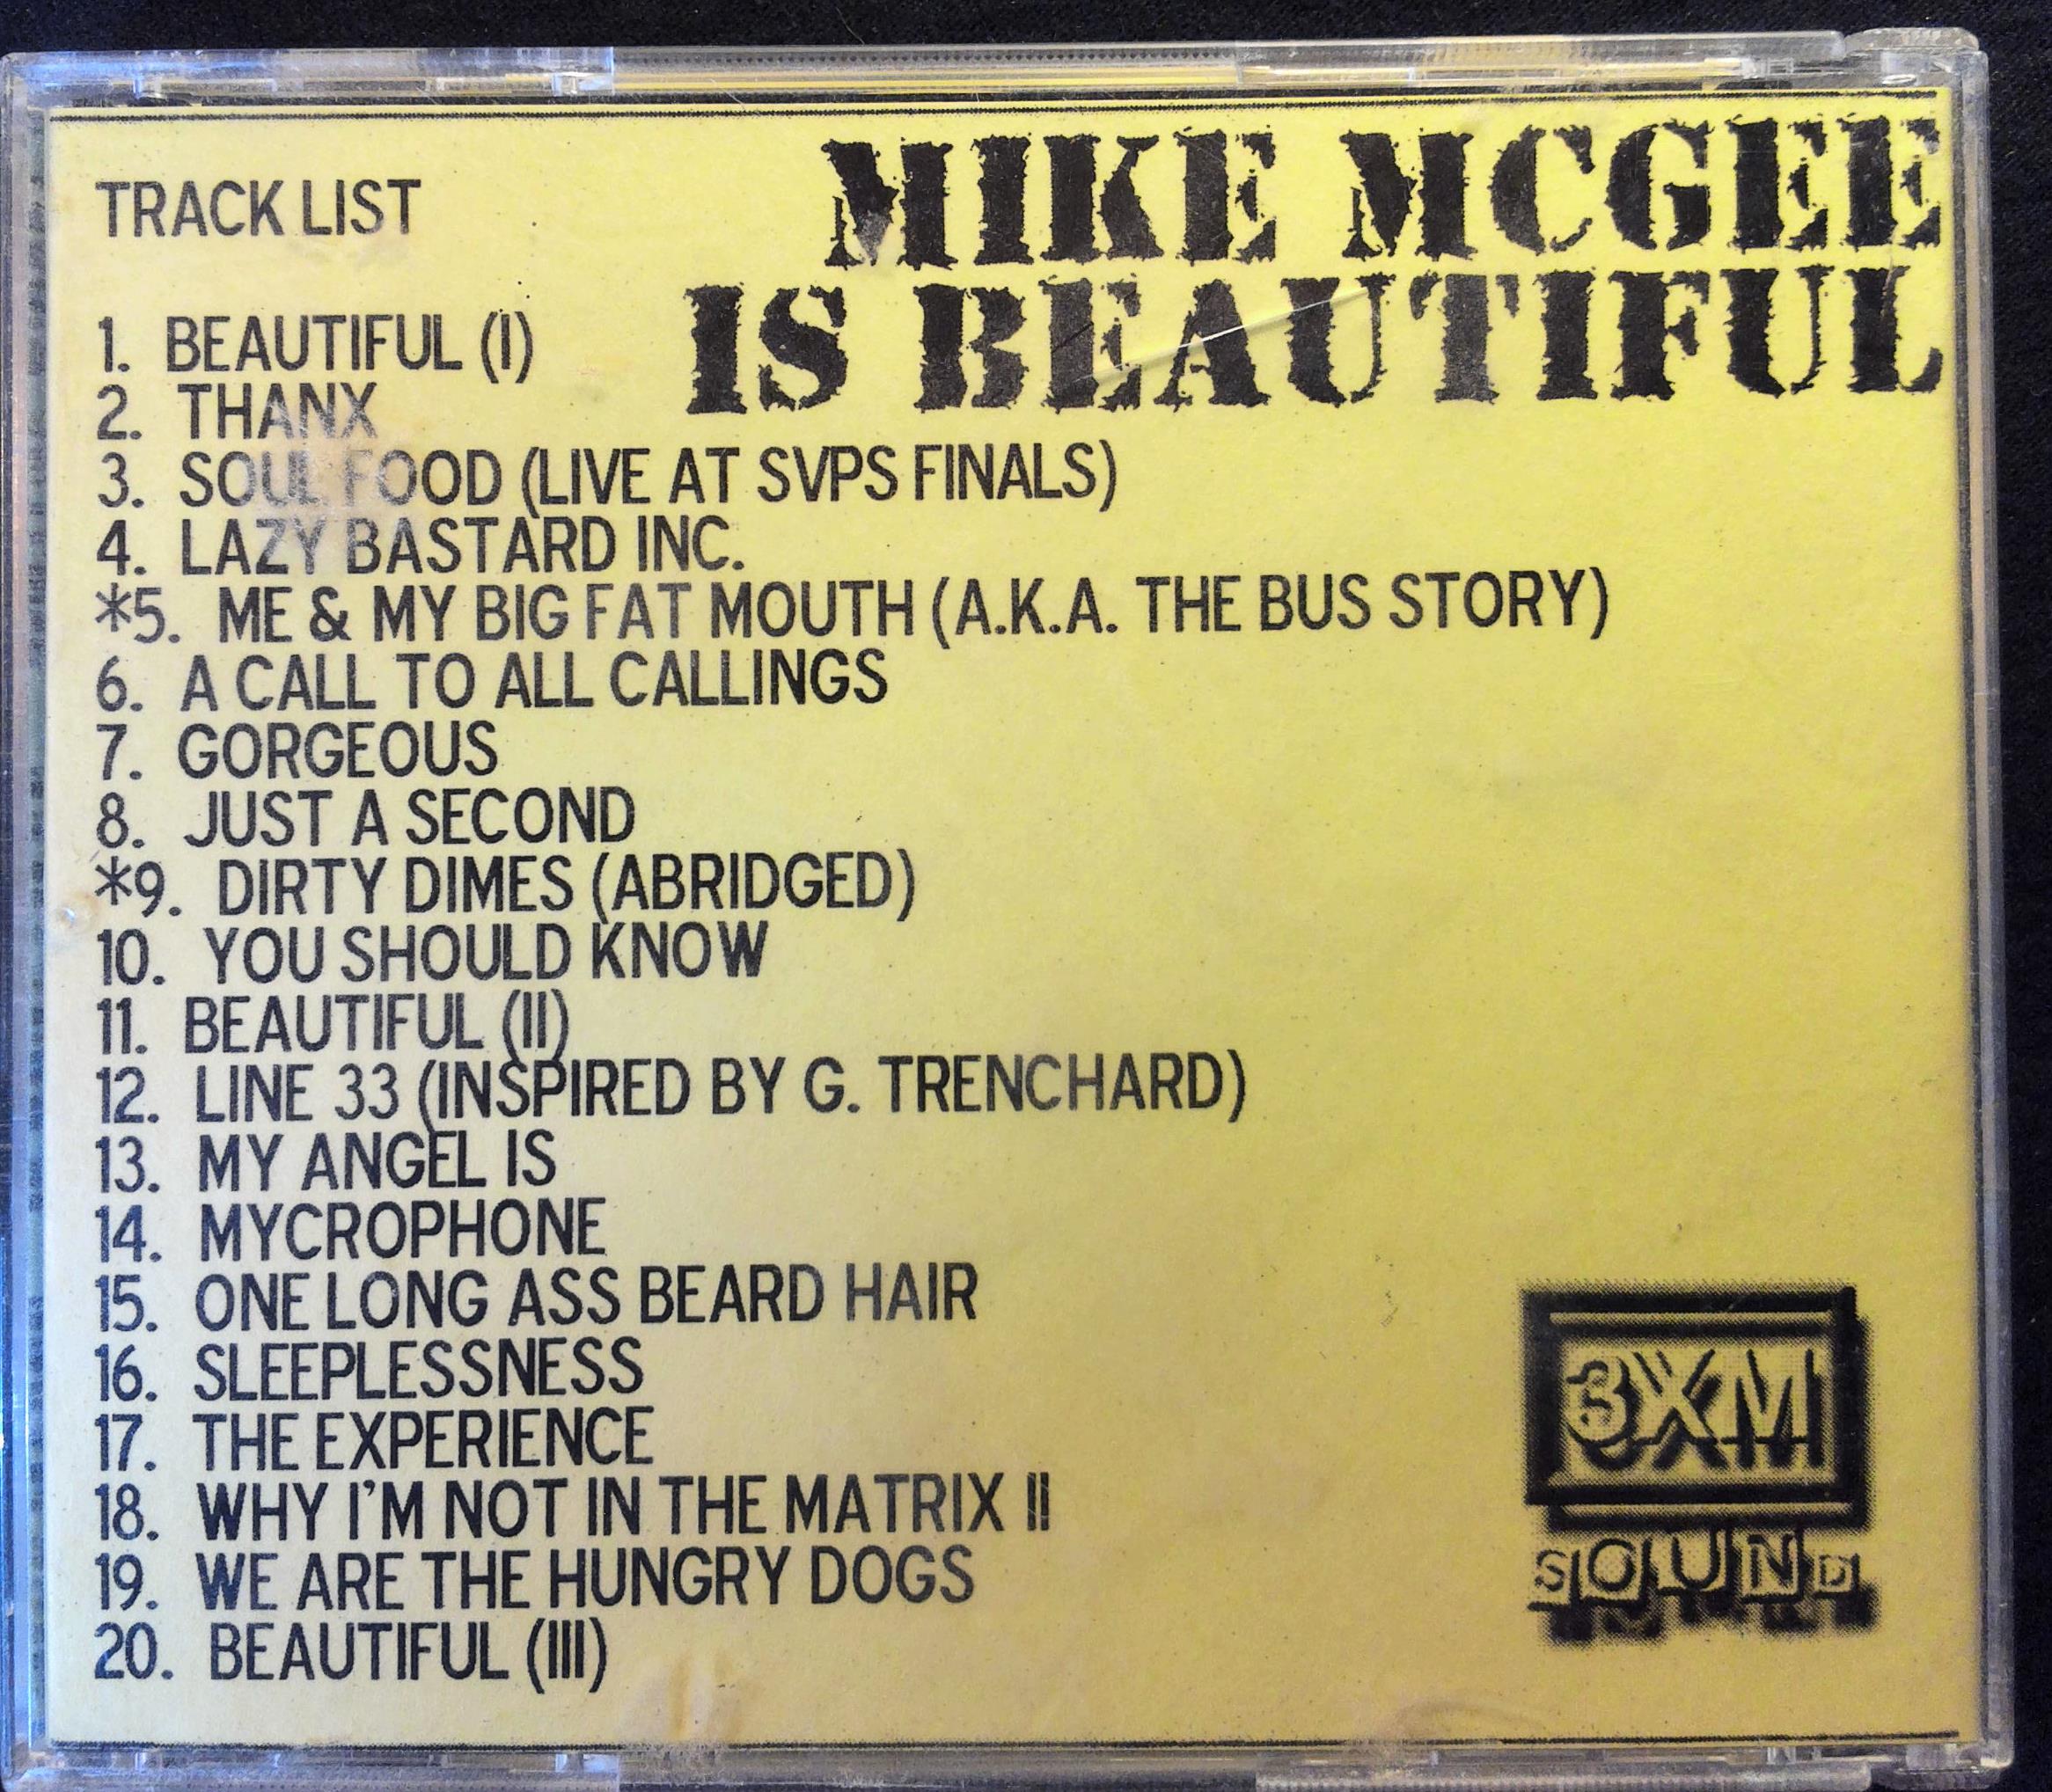 MIKE MCGEE
IS BEAUTIFUL
TRACK LIST
1. BEAUTIFUL (I)
2. THANX
3. SOUL FOOD (LIVE AT SVPS FINALS)
4. LAZY BASTARD INC.
*5. ME & MY BIG FAT MOUTH (A.K.A. THE BUS STORY)
6. A CALL TO ALL CALLINGS
7. GORGEOUS
8. JUST A SECOND
*9. DIRTY DIMES (ABRIDGED)
10. YOU SHOULD KNOW
11. BEAUTIFUL (II)
12. LINE 33 (INSPIRED BY G. TRENCHARD)
13. MY ANGEL IS
14. MYCROPHONE
15. ONE LONG ASS BEARD HAIR
16. SLEEPLESSNESS
17. THE EXPERIENCE
18. WHY I'M NOT IN THE MATRIX II
19. WE ARE THE HUNGRY DOGS
20. BEAUTIFUL (III)
3XM
SOUND